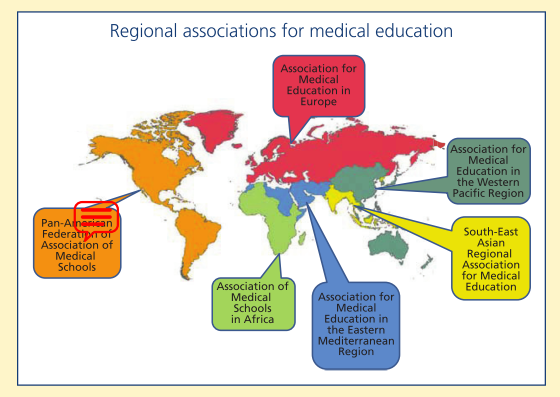 Regional associations for medical education
Association for
Medical
Education in
Europe
Association for
Medical
Education in
the Western
Pacific Region
Pan-American
Federation of
Association of
Medical
Schools
South-East
Asian
Regional
Association
for Medical
Education
Association of
Medical
Schools
in Africa
Association for
Medical
Education in
the Eastern
Mediterranean
Region